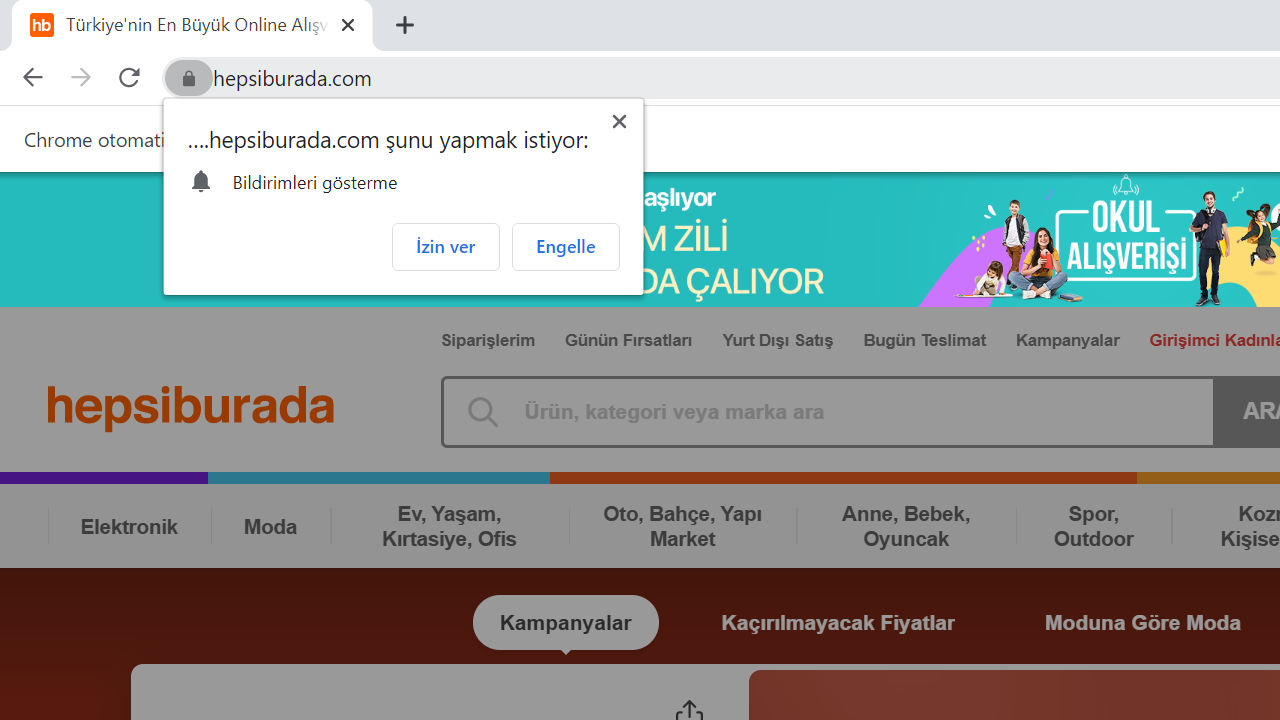 hb Türkiye'nin En Büyük Online Alışv
hepsiburada.com
Chrome otomati
....hepsiburada.com şunu yapmak istiyor:
Bildirimleri gösterme
İzin ver Engelle
aşlıyor
M ZİLİ
DA ÇALIYOR
OKUL
ALIŞVERİŞİ
Siparişlerim Günün Fırsatları Yurt Dışı Satış Bugün Teslimat Kampanyalar Girişimci Kadınla
hepsiburada
Ürün, kategori veya marka ara
ARA
Elektronik
Moda
Ev, Yaşam,
Kırtasiye, Ofis
Oto, Bahçe, Yapı
Market
Anne, Bebek,
Oyuncak
Spor,
Outdoor
Kozm
Kişise
Kampanyalar Kaçırılmayacak Fiyatlar Moduna Göre Moda